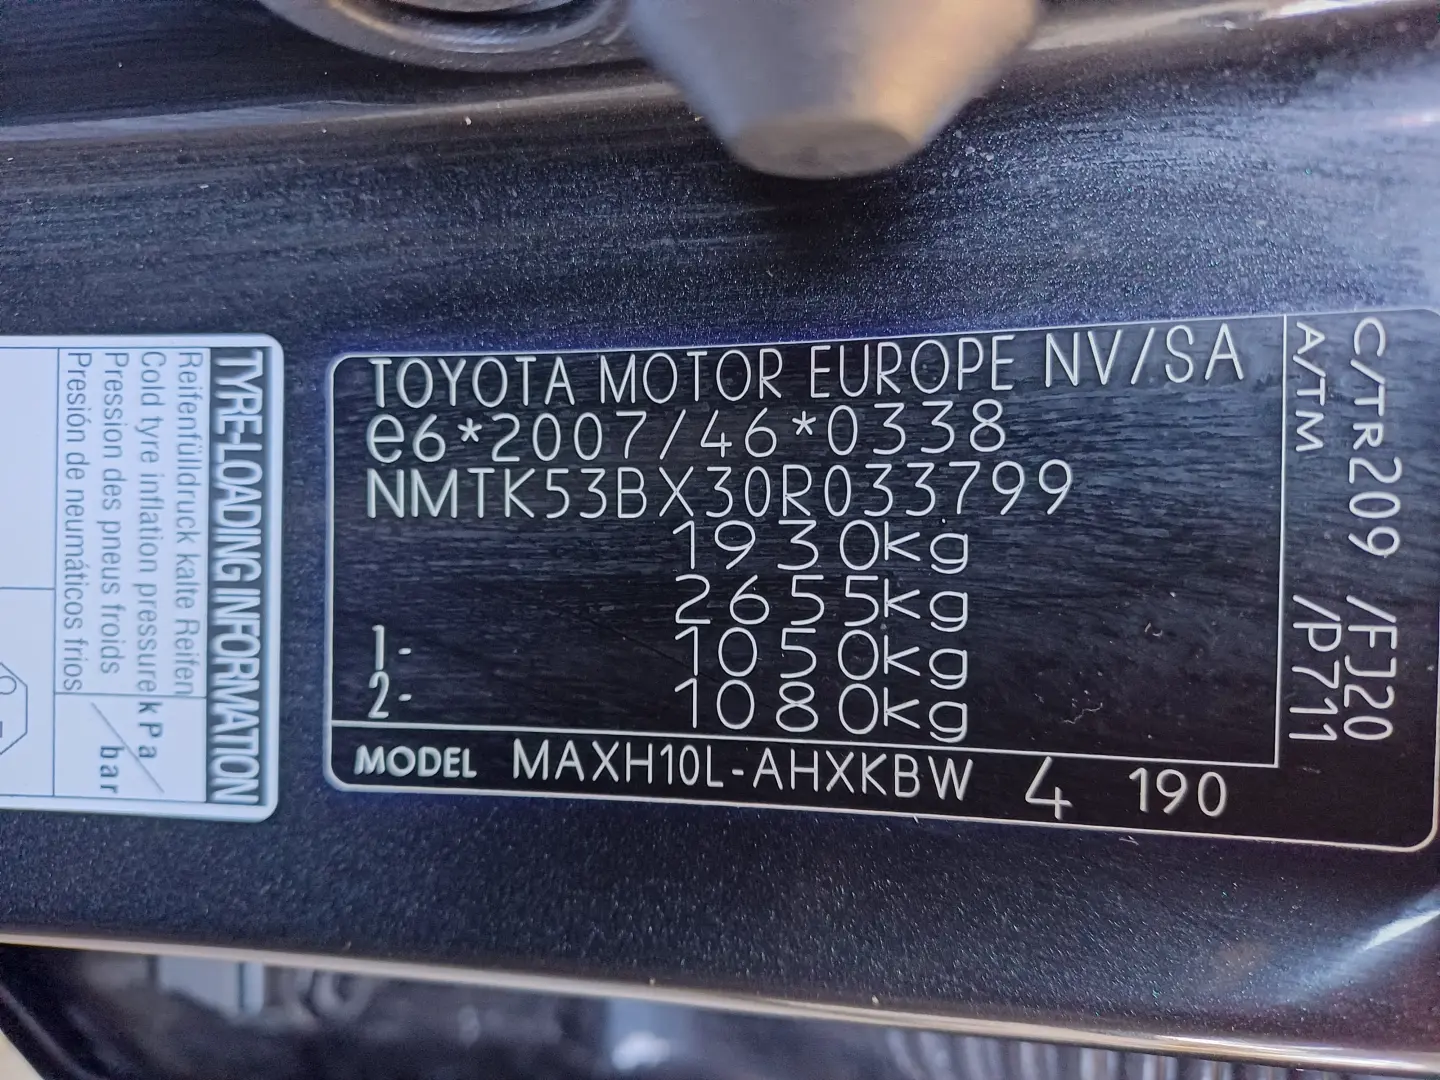 TOYOTA MOTOR EUROPE NV/SA
e6*2007/46*0338
NMTK53BX30R033799
1930kg
2655kg
1- 1050kg
2- 1080kg
MODEL MAXH10L-AHXKBW 4 190
C/TR209 /FJ20
A/TM /P711
TYRE-LOADING INFORMATION
Reifenfülldruck kalte Reifen
Cold tyre inflation pressure
Pression des pneus froids
Presión de neumáticos fríos
kPa / bar